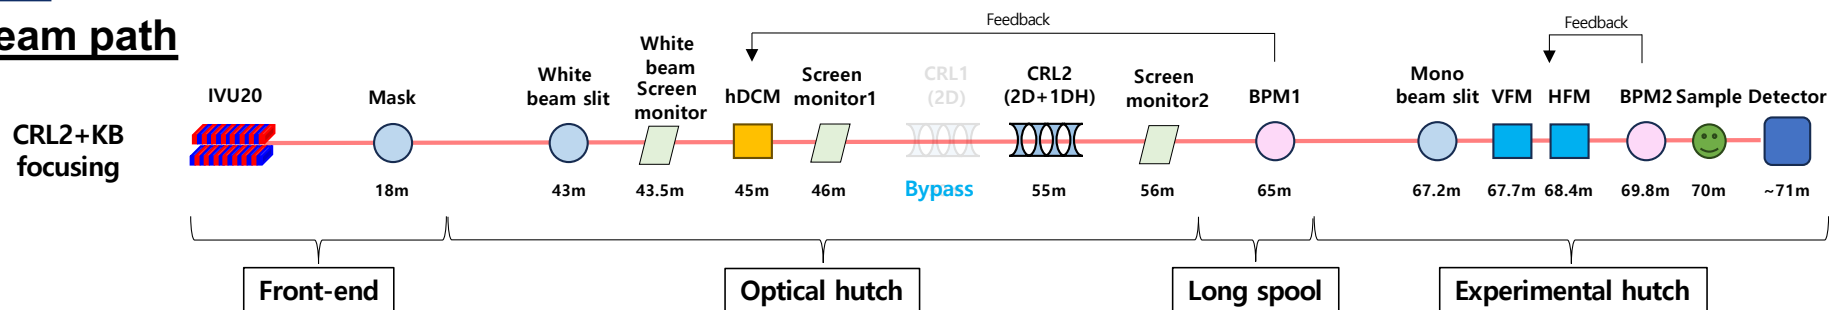 eam path
Feedback
Feedback
White
beam
Screen
monitor
White
beam slit
Screen
monitor1
CRL1
(2D)
CRL2
(2D+1DH)
Screen
monitor2
Mono
beam slit
IVU20
Mask
hDCM
BPM1
VFM
HFM
BPM2
Sample
Detector
CRL2+KB
focusing
18m
43m
43.5m
45m
46m
Bypass
55m
56m
65m
67.2m
67.7m
68.4m
69.8m
70m
~71m
Front-end
Optical hutch
Long spool
Experimental hutch